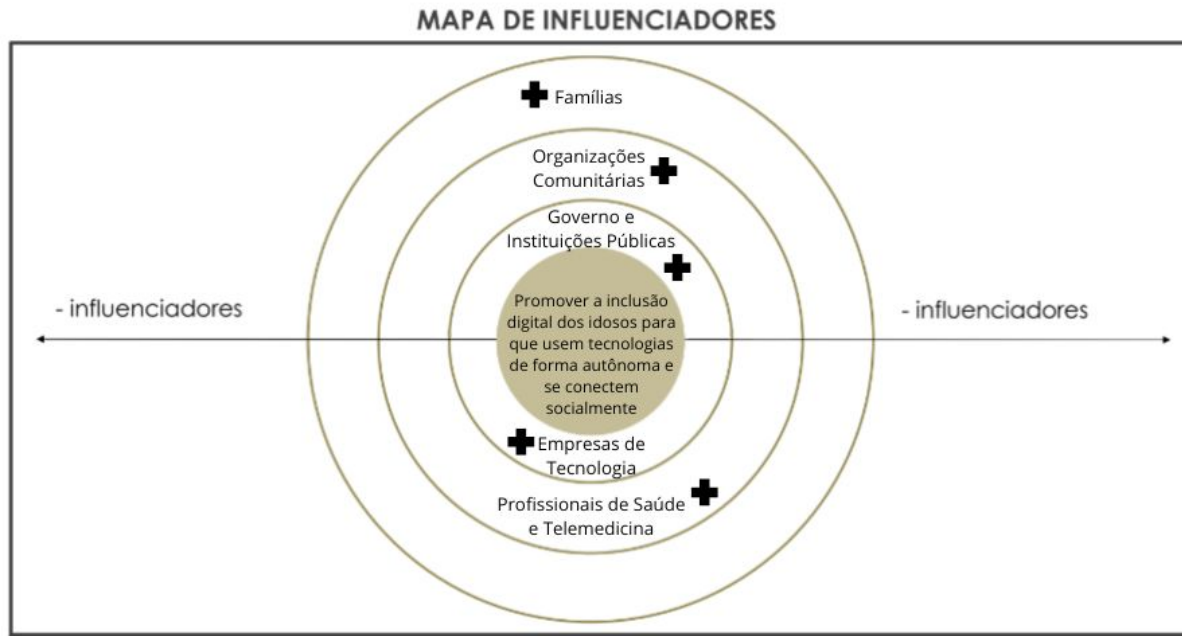 MAPA DE INFLUENCIADORES
Famílias
Organizações
Comunitárias
Governo e
Instituições Públicas
- influenciadores
- influenciadores
Promover a inclusão
digital dos idosos para
que usem tecnologias
de forma autônoma e
se conectem
socialmente
Empresas de
Tecnologia
Profissionais de Saúde
e Telemedicina